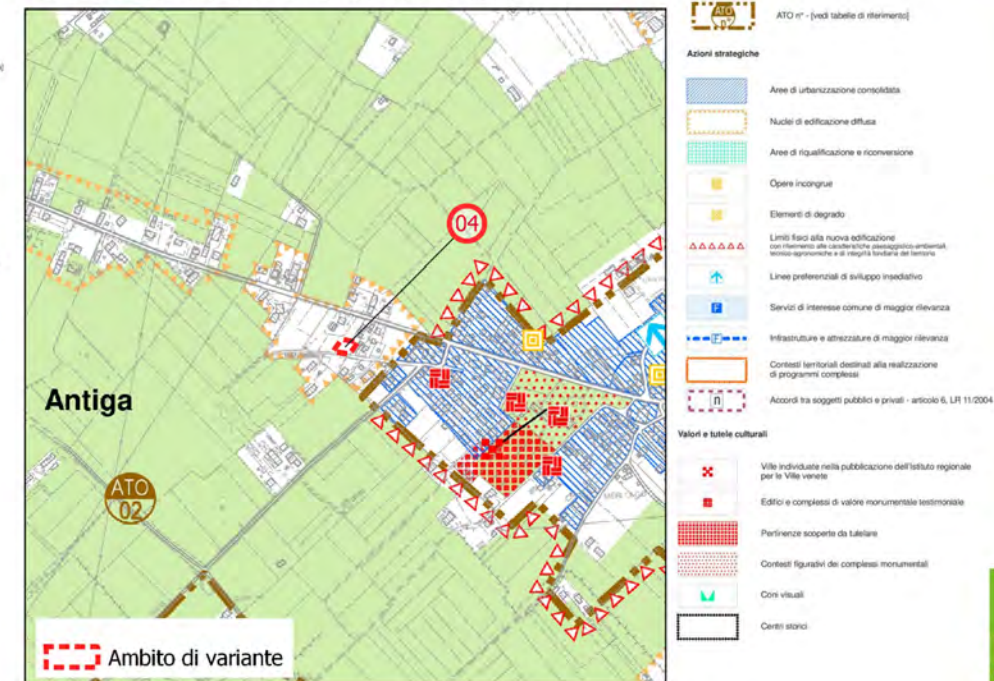 04
Antiga
ATO
02
Ambito di variante
ATO
ATO n° - [vedi tabelle di riferimento]
Azioni strategiche
Aree di urbanizzazione consolidata
Nuclei di edificazione diffusa
Aree di riqualificazione e riconversione
Opere incongrue
Elementi di degrado
Limiti fisici alla nuova edificazione
con riferimento alle caratteristiche paesaggistico-ambientali,
tecnico-agronomiche e di integrità fondiaria del territorio
Linee preferenziali di sviluppo insediativo
F
Servizi di interesse comune di maggior rilevanza
F
Infrastrutture e attrezzature di maggior rilevanza
Contesti territoriali destinati alla realizzazione
di programmi complessi
n
Accordi tra soggetti pubblici e privati - articolo 6, LR 11/2004
Valori e tutele culturali
Ville individuate nella pubblicazione dell'Istituto regionale
per le Ville venete
Edifici e complessi di valore monumentale testimoniale
Pertinenze scoperte da tutelare
Contesti figurativi dei complessi monumentali
Coni visuali
Centri storici